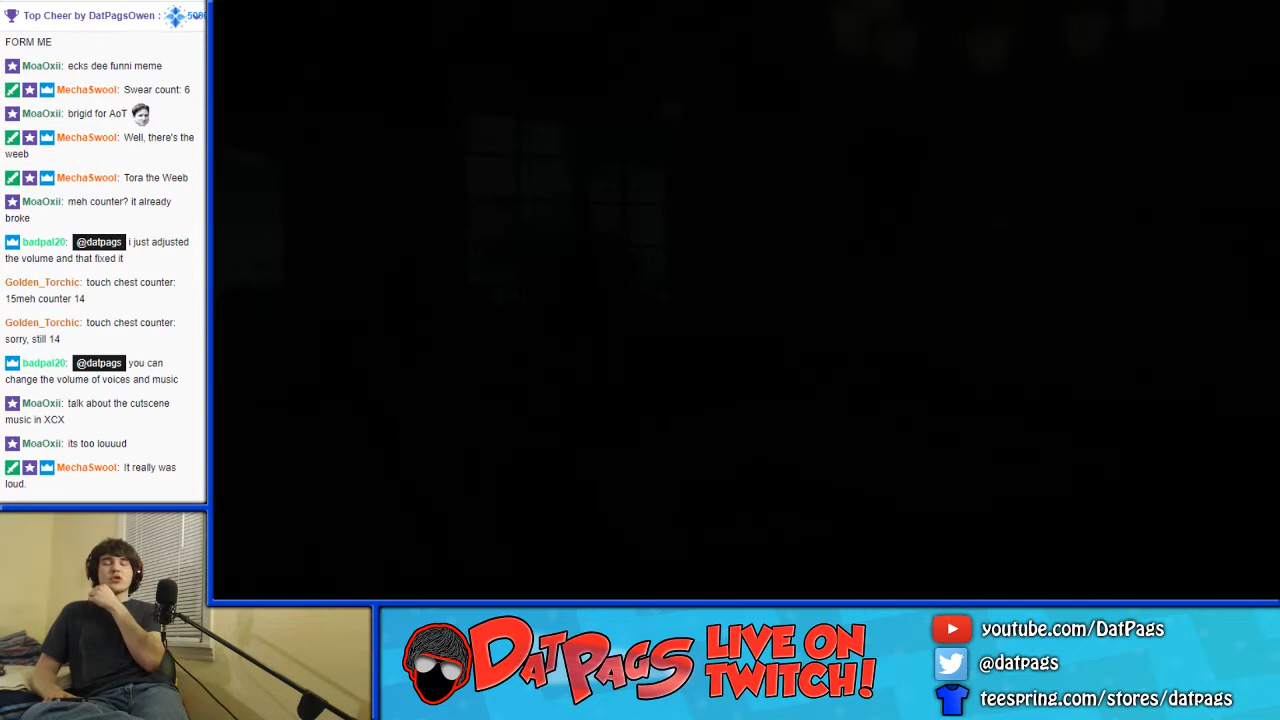 Top Cheer by DatPagsOwen :
FORM ME
MoaOxii: ecks dee funni meme
MechaSwool: Swear count: 6
MoaOxii: brigid for AoT
MechaSwool: Well, there's the
weeb
MechaSwool: Tora the Weeb
MoaOxii: meh counter? it already
broke
badpal20: @datpags i just adjusted
the volume and that fixed it
Golden_Torchic: touch chest counter:
15meh counter 14
Golden_Torchic: touch chest counter:
sorry, still 14
badpal20: @datpags you can
change the volume of voices and music
MoaOxii: talk about the cutscene
music in XCX
MoaOxii: its too louuud
MechaSwool: It really was
loud.
DATPAGS LIVE ON
TWITCH!
youtube.com/DatPags
@datpags
teespring.com/stores/datpags